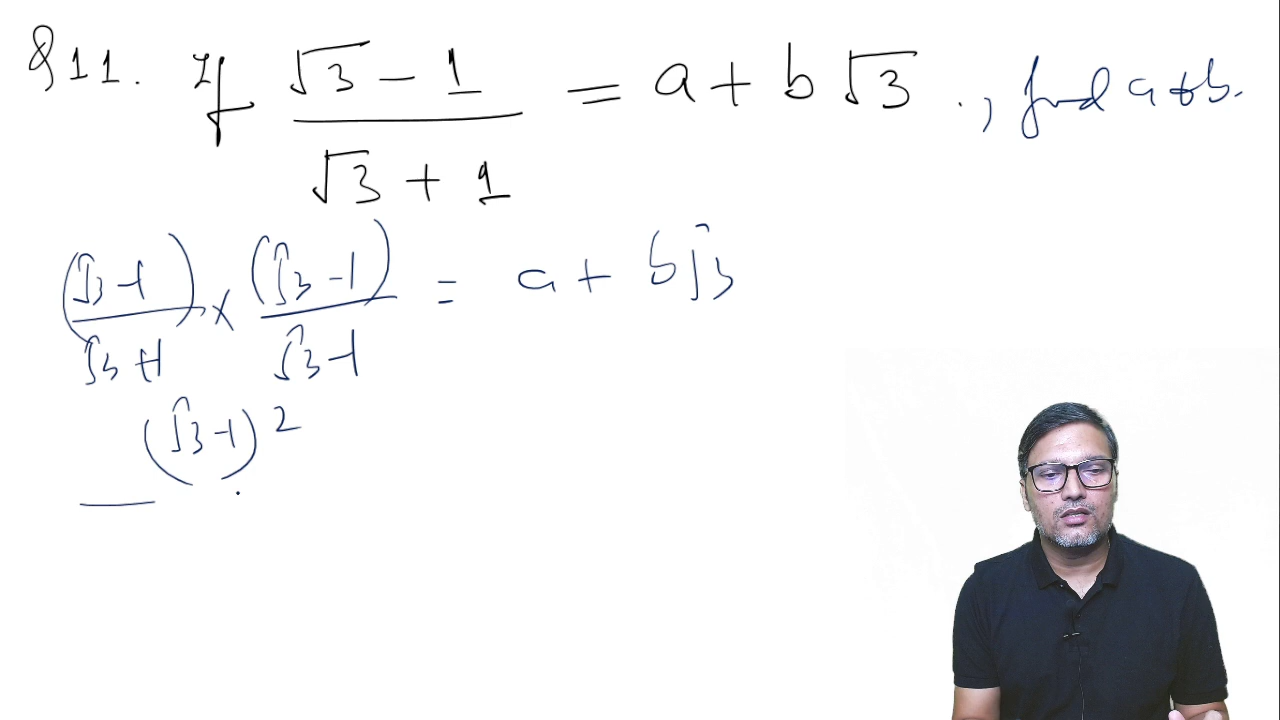 Q11. If (√3 - 1)/(√3 + 1) = a + b√3 ., find a & b.
(√3-1)/(√3+1) × (√3-1)/(√3-1) = a + b√3
(√3-1)²